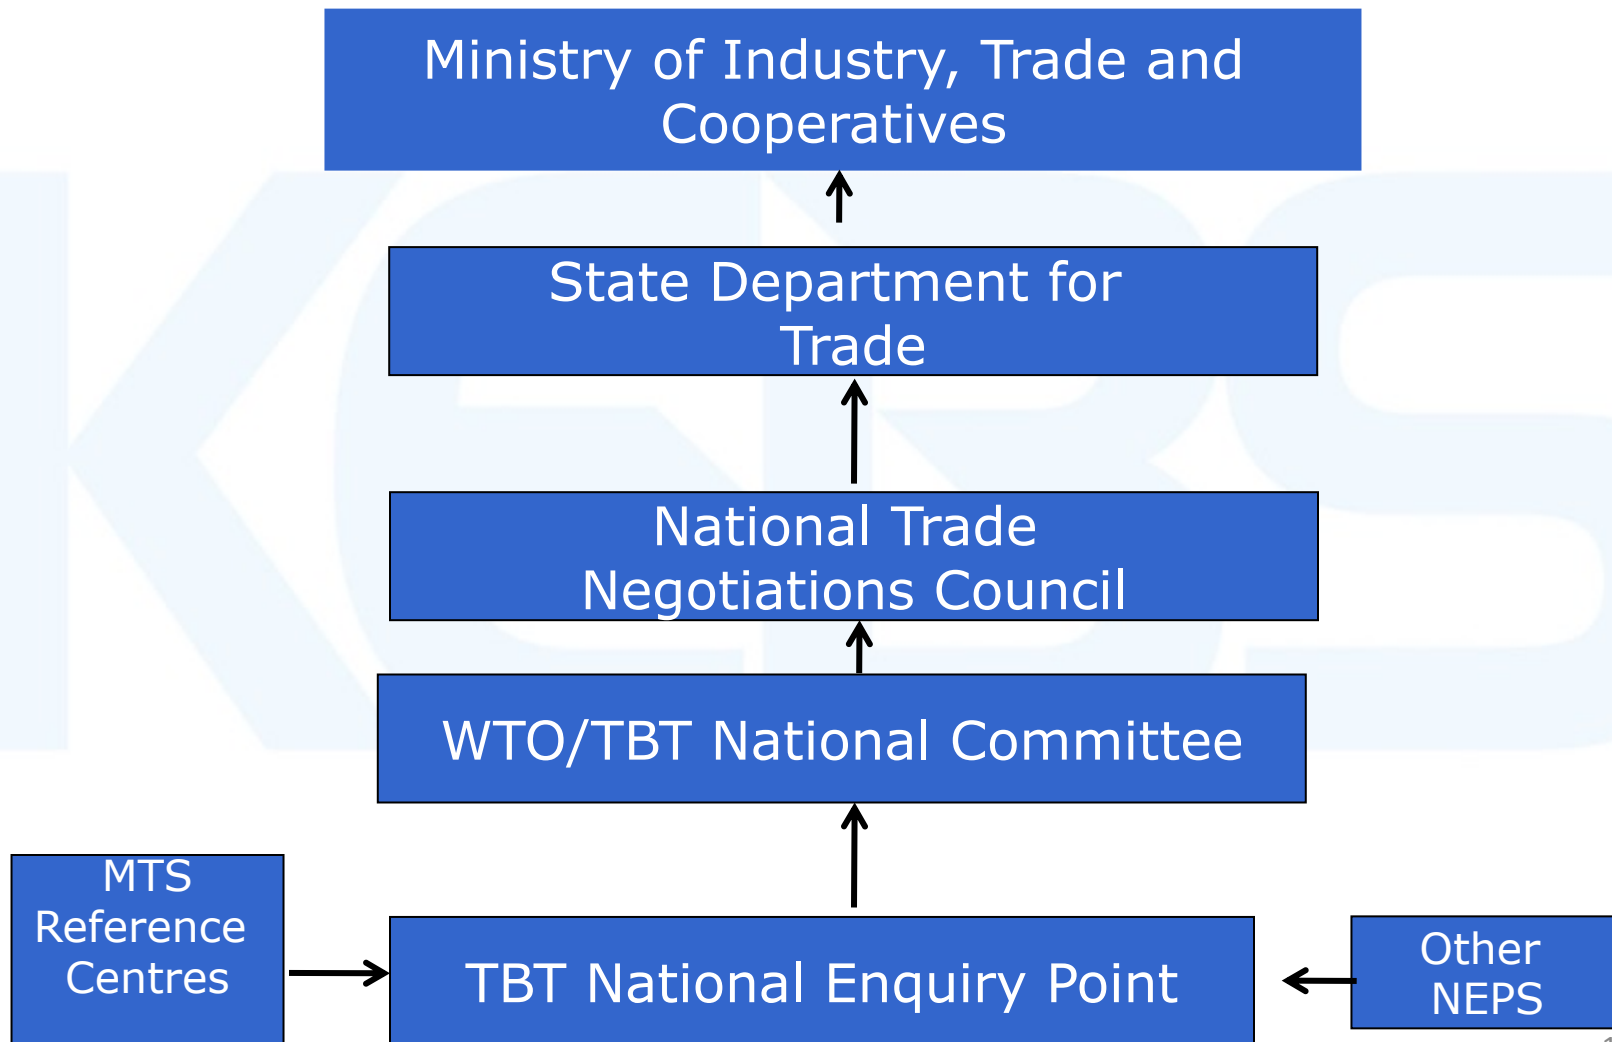 Ministry of Industry, Trade and
Cooperatives
State Department for
Trade
National Trade
Negotiations Council
WTO/TBT National Committee
MTS
Reference
Centres
TBT National Enquiry Point
Other
NEPS
KEBS